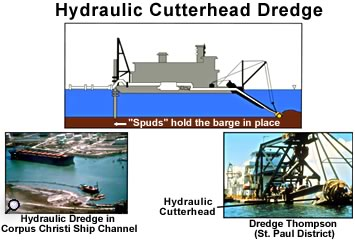 Hydraulic Cutterhead Dredge
"Spuds" hold the barge in place
Hydraulic Dredge in
Corpus Christi Ship Channel
Hydraulic
Cutterhead
Dredge Thompson
(St. Paul District)